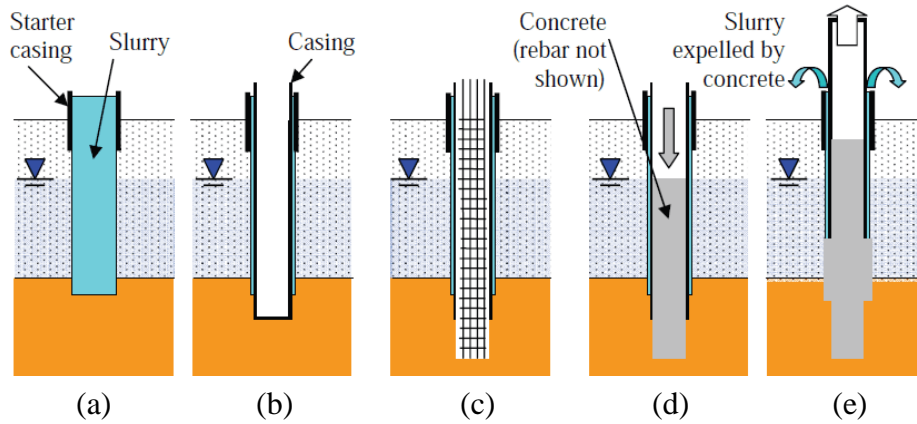 Starter
casing
Slurry
Casing
Concrete
(rebar not
shown)
Slurry
expelled by
concrete
(a)
(b)
(c)
(d)
(e)